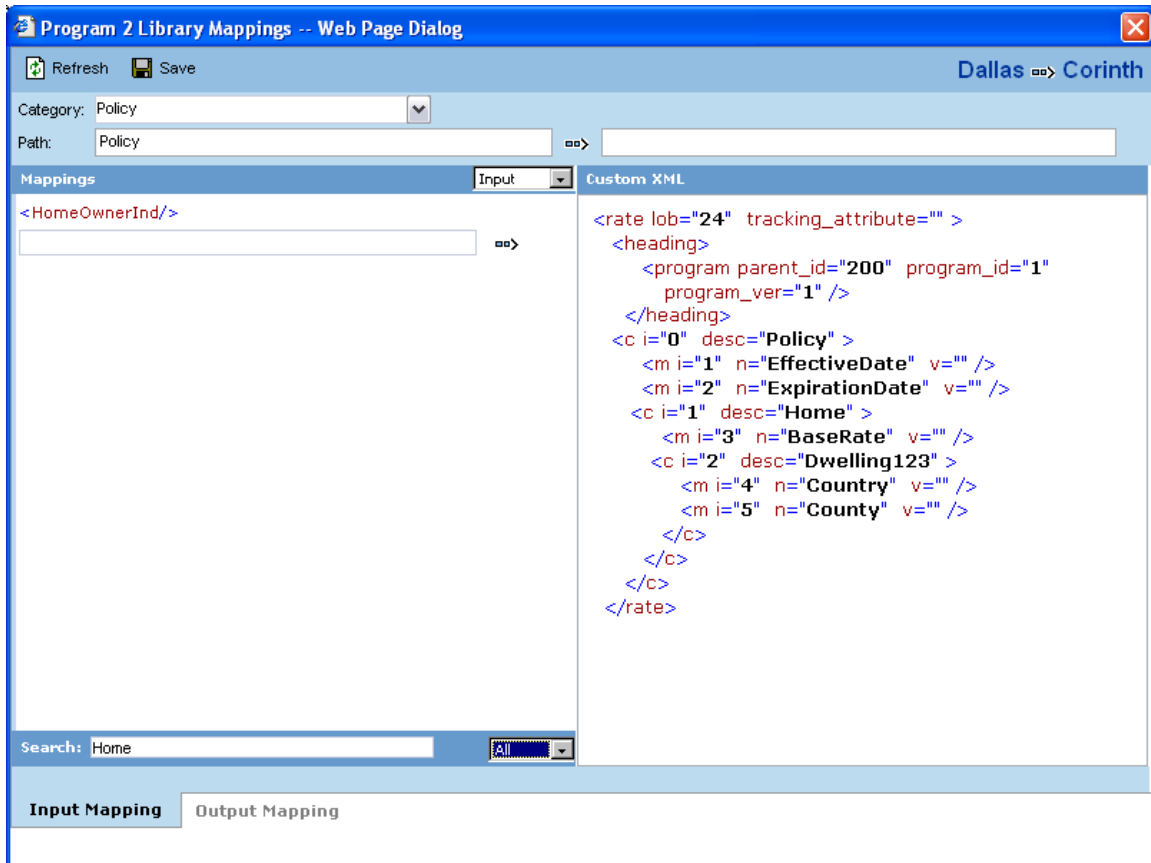 Program 2 Library Mappings -- Web Page Dialog
Refresh Save Dallas Corinth
Category: Policy
Path: Policy
Mappings Input Custom XML
<HomeOwnerInd/>
<rate lob="24" tracking_attribute="" >
<heading>
<program parent_id="200" program_id="1"
program_ver="1" />
</heading>
<c i="0" desc="Policy" >
<m i="1" n="EffectiveDate" v="" />
<m i="2" n="ExpirationDate" v="" />
<c i="1" desc="Home" >
<m i="3" n="BaseRate" v="" />
<c i="2" desc="Dwelling123" >
<m i="4" n="Country" v="" />
<m i="5" n="County" v="" />
</c>
</c>
</c>
</rate>
Search: Home All
Input Mapping Output Mapping